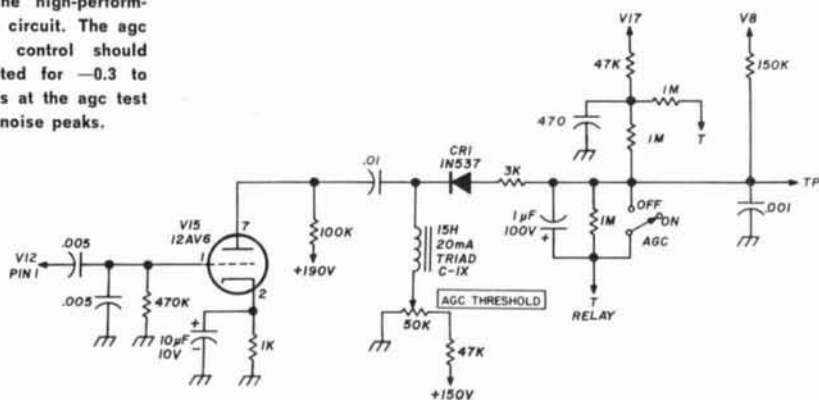 he high-perform-
circuit. The agc
control should
ted for —0.3 to
s at the agc test
noise peaks.
V17
V8
47K
150K
1M
470
T
1M
CR1
1N537
3K
.01
TP
V15
12AV6
7
1
2
V12
PIN 1
.005
.005
470K
100K
+190V
15H
20mA
TRIAD
C-1X
1µF
100V
+
1M
OFF
ON
AGC
.001
T
RELAY
AGC THRESHOLD
50K
47K
+150V
+
10µF
10V
-
1K